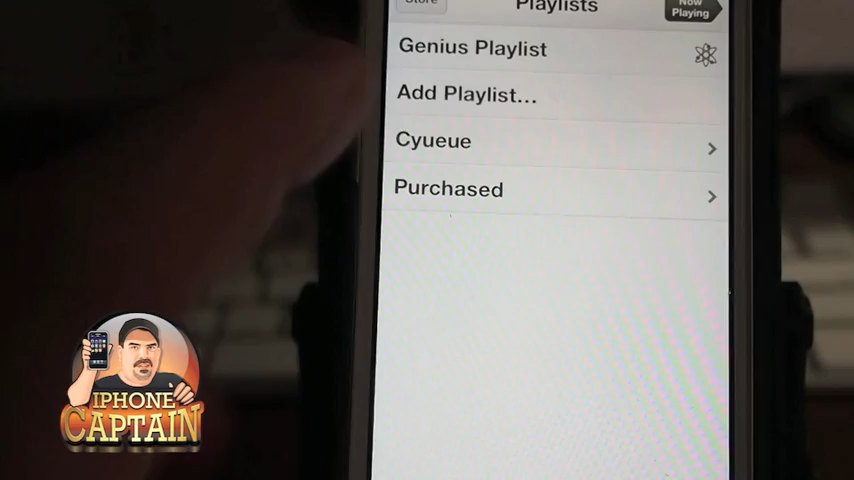 Store
Playlists
Now
Playing
Genius Playlist
Add Playlist...
Cyueue
Purchased
IPHONE
CAPTAIN